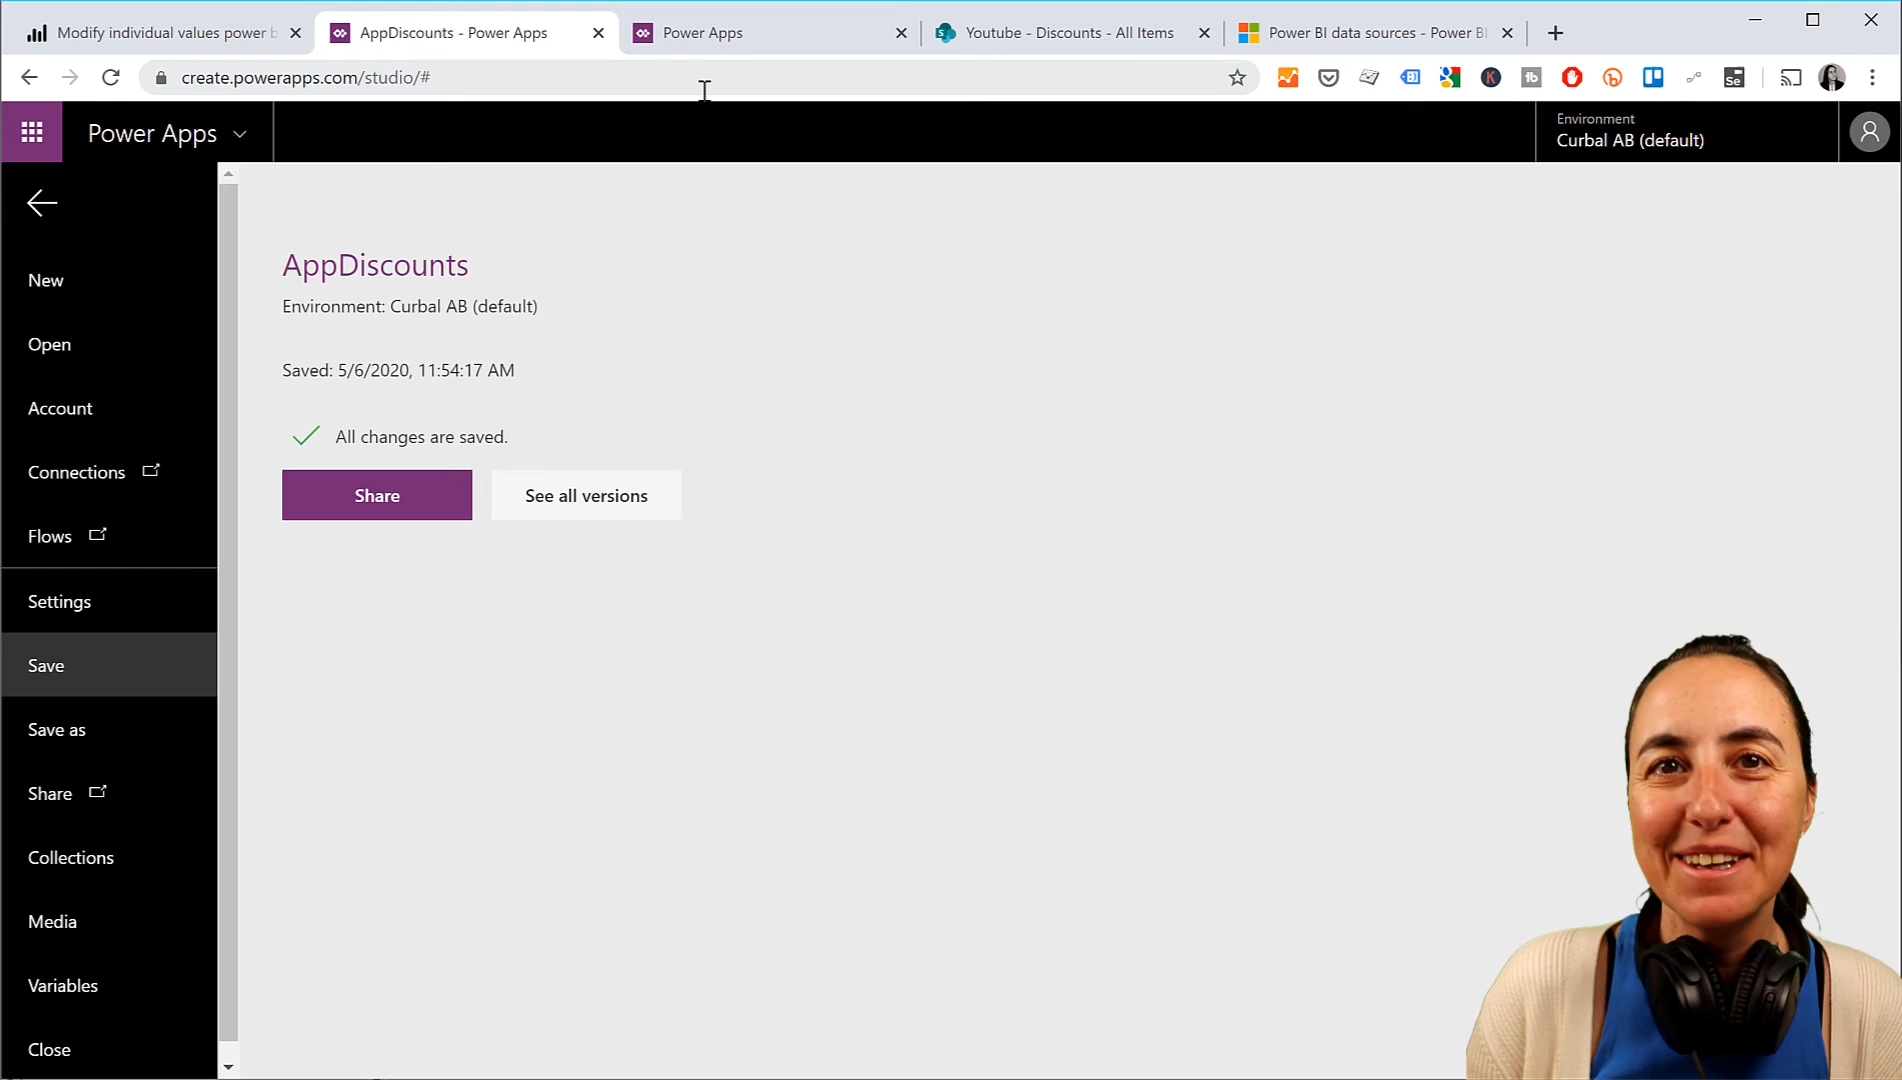 Modify individual values power b
AppDiscounts - Power Apps
Power Apps
Youtube - Discounts - All Items
Power BI data sources - Power BI
create.powerapps.com/studio/#
Power Apps
Environment
Curbal AB (default)
New
Open
Account
Connections
Flows
Settings
Save
Save as
Share
Collections
Media
Variables
Close
AppDiscounts
Environment: Curbal AB (default)
Saved: 5/6/2020, 11:54:17 AM
All changes are saved.
Share
See all versions